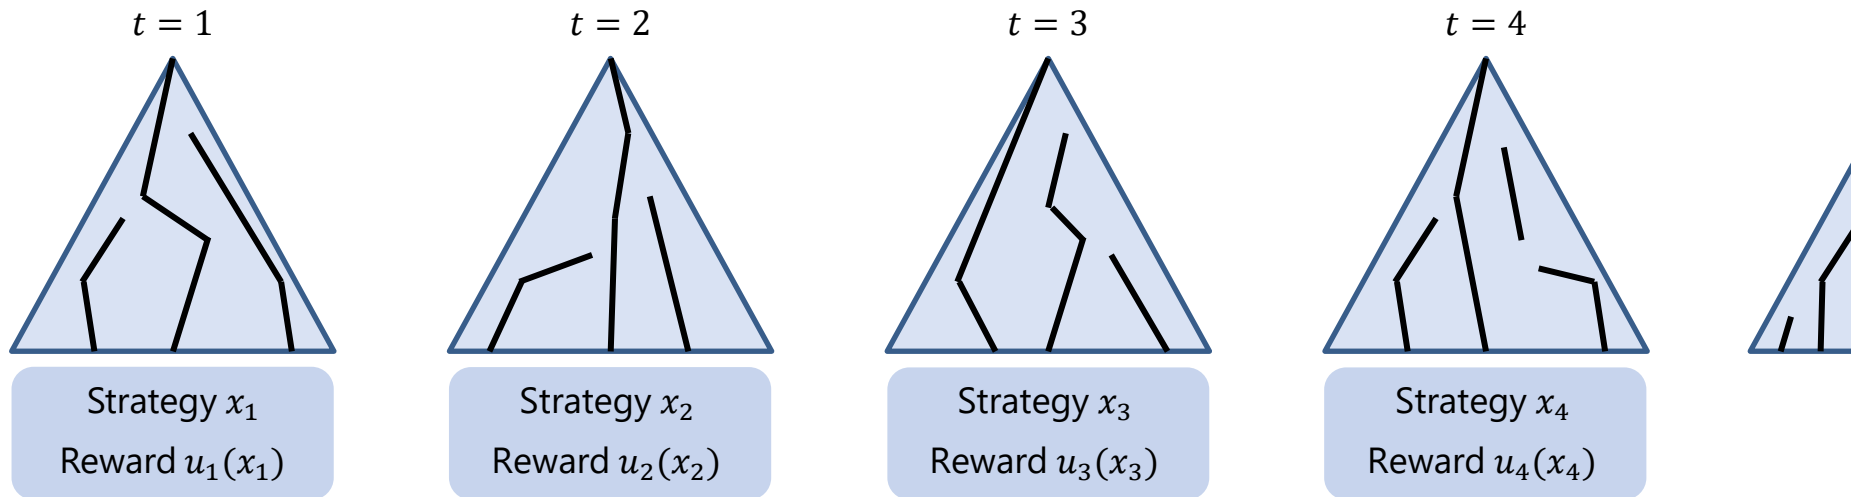 𝑡 = 1
𝑡 = 2
𝑡 = 3
𝑡 = 4
Strategy 𝑥₁
Reward 𝑢₁(𝑥₁)
Strategy 𝑥₂
Reward 𝑢₂(𝑥₂)
Strategy 𝑥₃
Reward 𝑢₃(𝑥₃)
Strategy 𝑥₄
Reward 𝑢₄(𝑥₄)